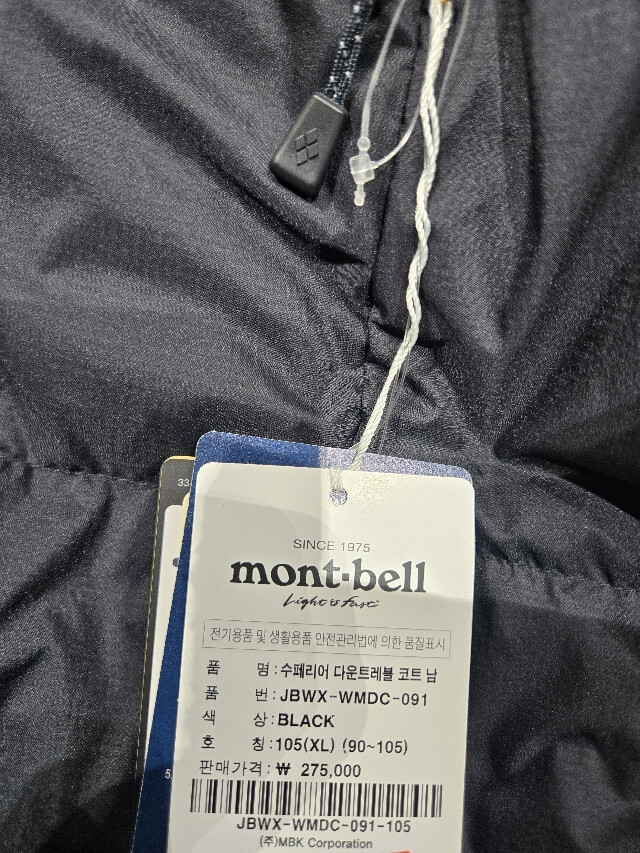 33
SINCE 1975
mont-bell
Light & Fast
전기용품 및 생활용품 안전관리법에 의한 품질표시
품 명 : 수페리어 다운트레블 코트 남
품 번 : JBWX-WMDC-091
색 상 : BLACK
호 칭 : 105(XL) (90~105)
판매가격 : ₩ 275,000
5,
JBWX-WMDC-091-105
(주)MBK Corporation